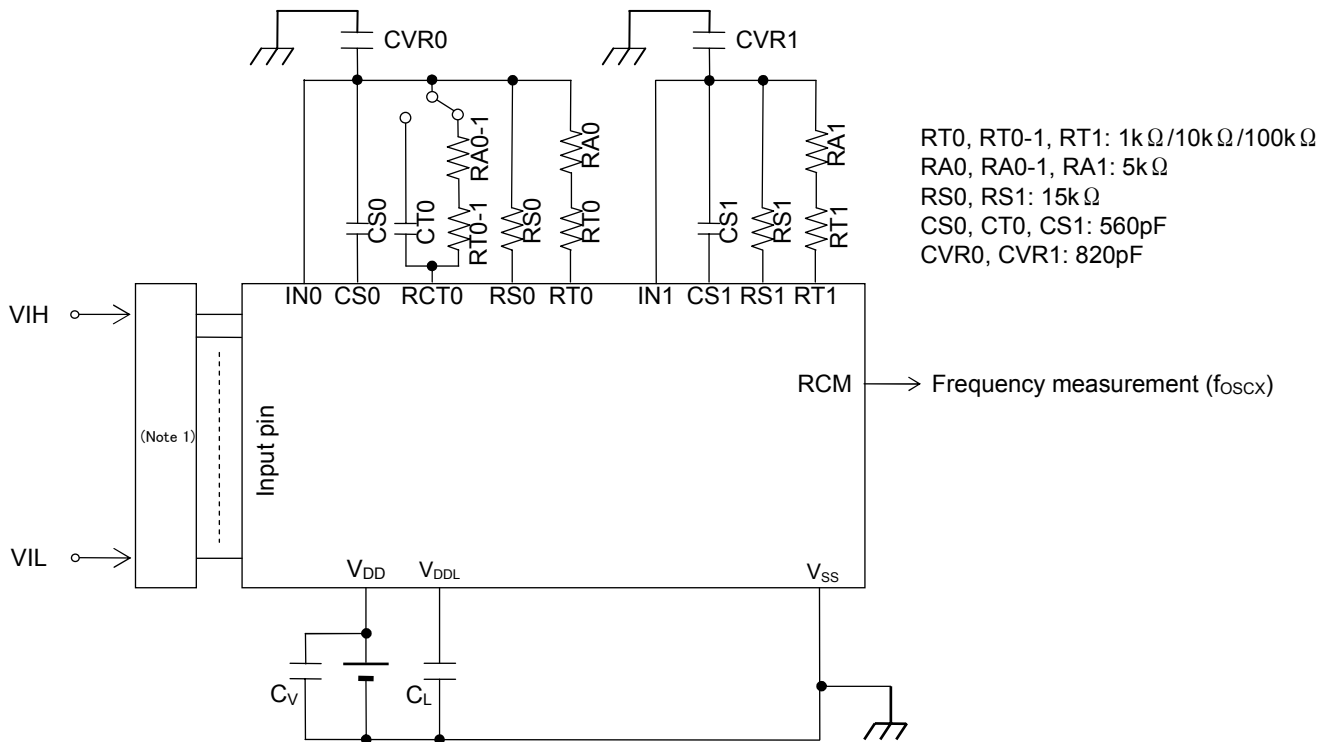 CVR0
CVR1
RA0-1
RA0
RA1
CS0
CT0
RT0-1
RS0
RT0
CS1
RS1
RT1
RT0, RT0-1, RT1: 1kΩ/10kΩ/100kΩ
RA0, RA0-1, RA1: 5kΩ
RS0, RS1: 15kΩ
CS0, CT0, CS1: 560pF
CVR0, CVR1: 820pF
IN0 CS0 RCT0 RS0 RT0
IN1 CS1 RS1 RT1
VIH
(Note 1)
Input pin
RCM
Frequency measurement (fOSCX)
VIL
VDD
VDDL
VSS
CV
CL